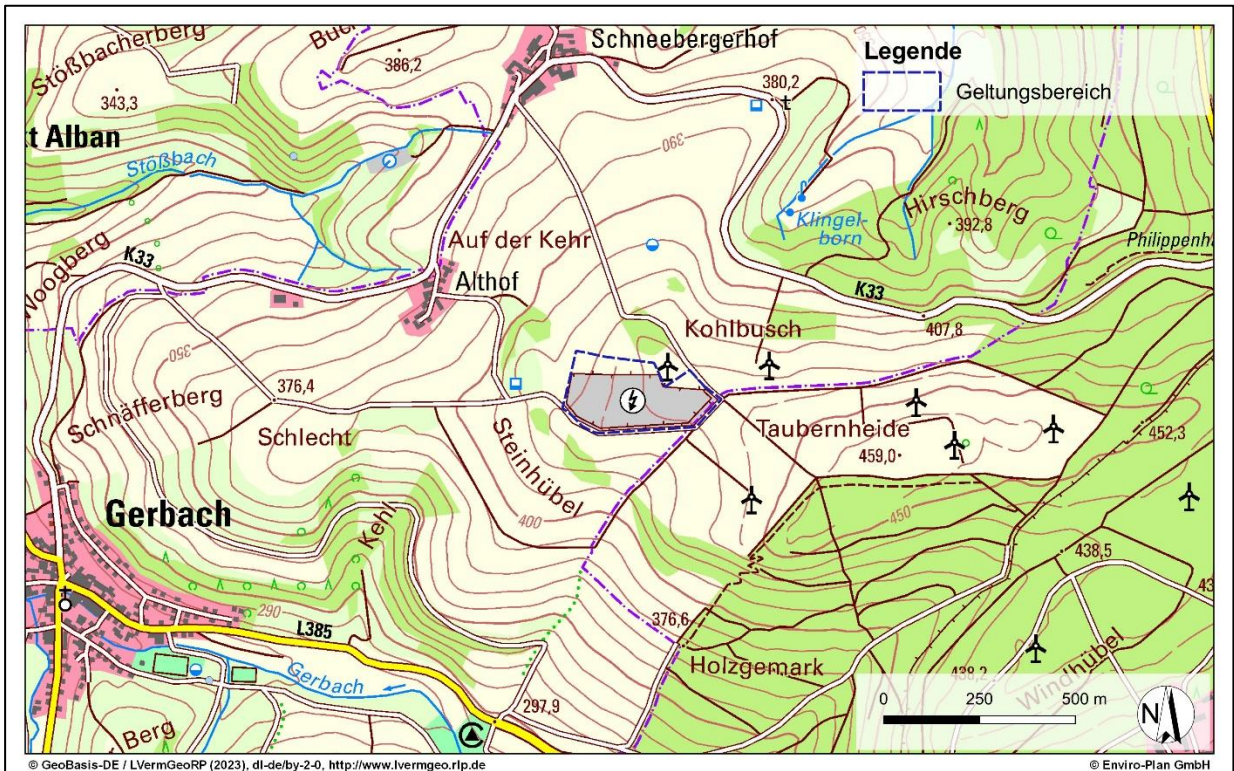 Stößbacherberg
386,2
Schneebergerhof
Legende
Geltungsbereich
343,3
380,2
kt Alban
Stößbach
390
Klingel-
born
Hirschberg
392,8
Philippenh
Woogberg
K33
Auf der Kehr
Althof
K33
407,8
Kohlbusch
350
376,4
Schnäfferberg
Schlecht
Steinhübel
Taubernheide
459,0
452,3
Gerbach
Kehl
400
450
438,5
43
290
L385
376,6
Holzgemark
Gerbach
438,2
Windhübel
297,9
Berg
0 250 500 m
N
© GeoBasis-DE / LVermGeoRP (2023), dl-de/by-2-0, http://www.lvermgeo.rlp.de
© Enviro-Plan GmbH